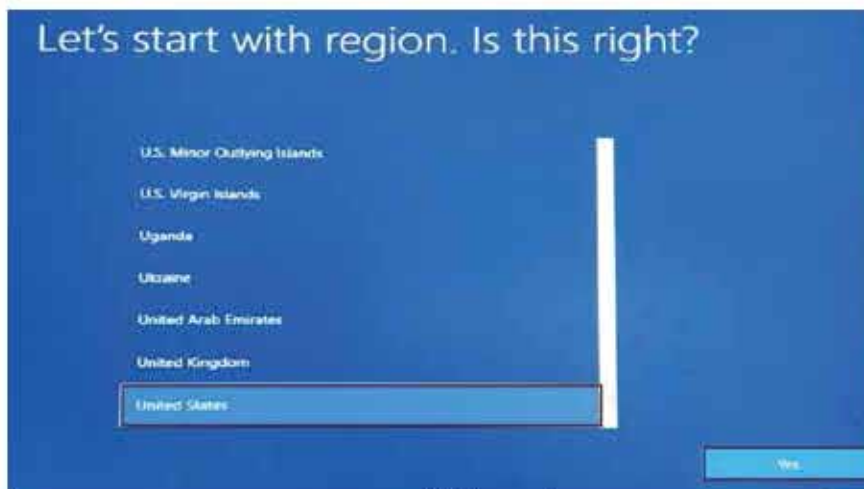 Let's start with region. Is this right?
U.S. Minor Outlying Islands
U.S. Virgin Islands
Uganda
Ukraine
United Arab Emirates
United Kingdom
United States
Yes